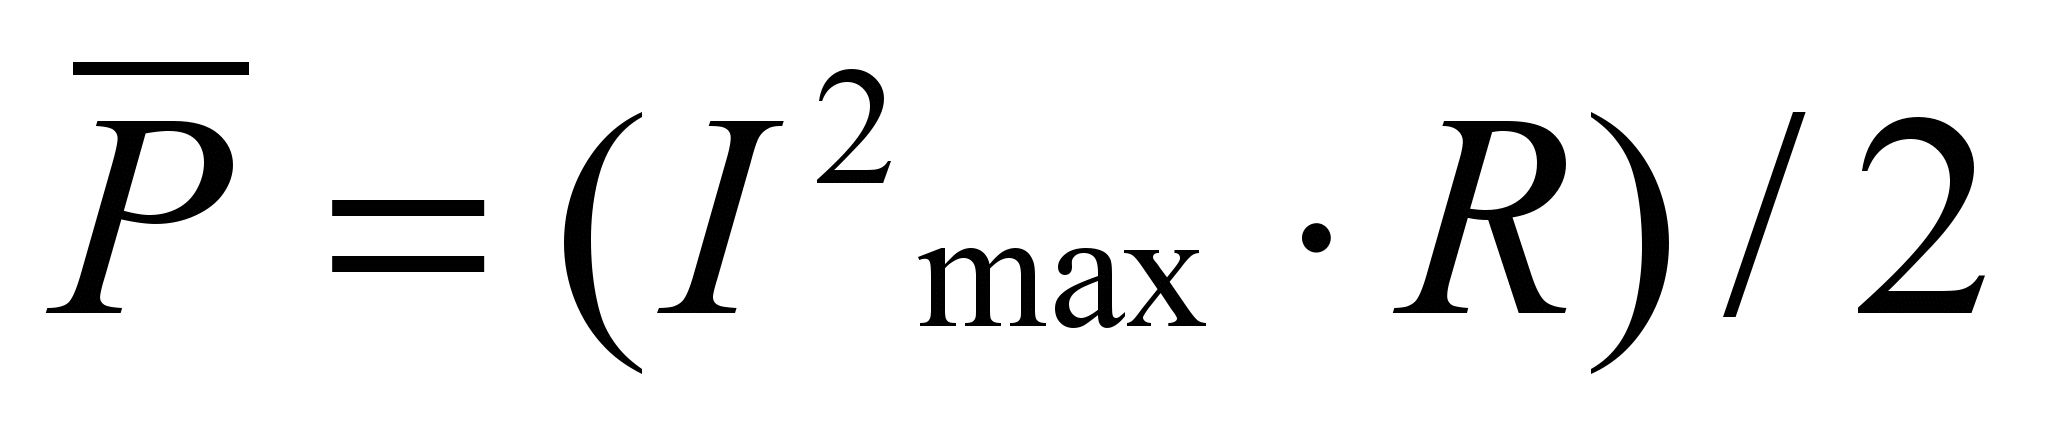 P̅ = (I²max · R) / 2